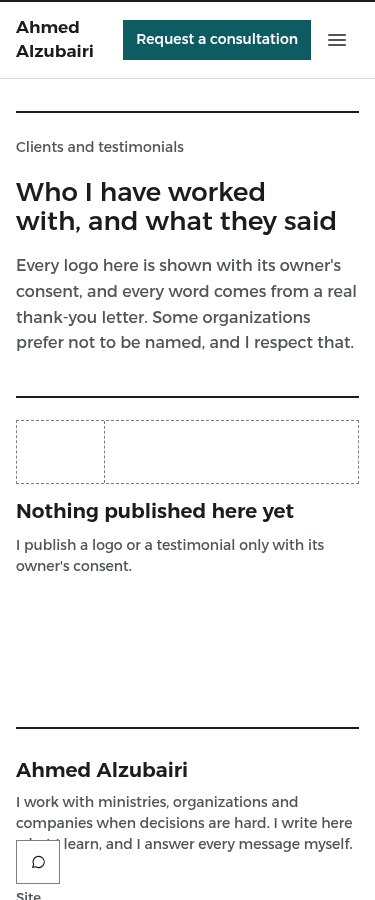 Ahmed
Alzubairi
Request a consultation
Clients and testimonials
Who I have worked
with, and what they said
Every logo here is shown with its owner's
consent, and every word comes from a real
thank-you letter. Some organizations
prefer not to be named, and I respect that.
Nothing published here yet
I publish a logo or a testimonial only with its
owner's consent.
Ahmed Alzubairi
I work with ministries, organizations and
companies when decisions are hard. I write here
learn, and I answer every message myself.
Site